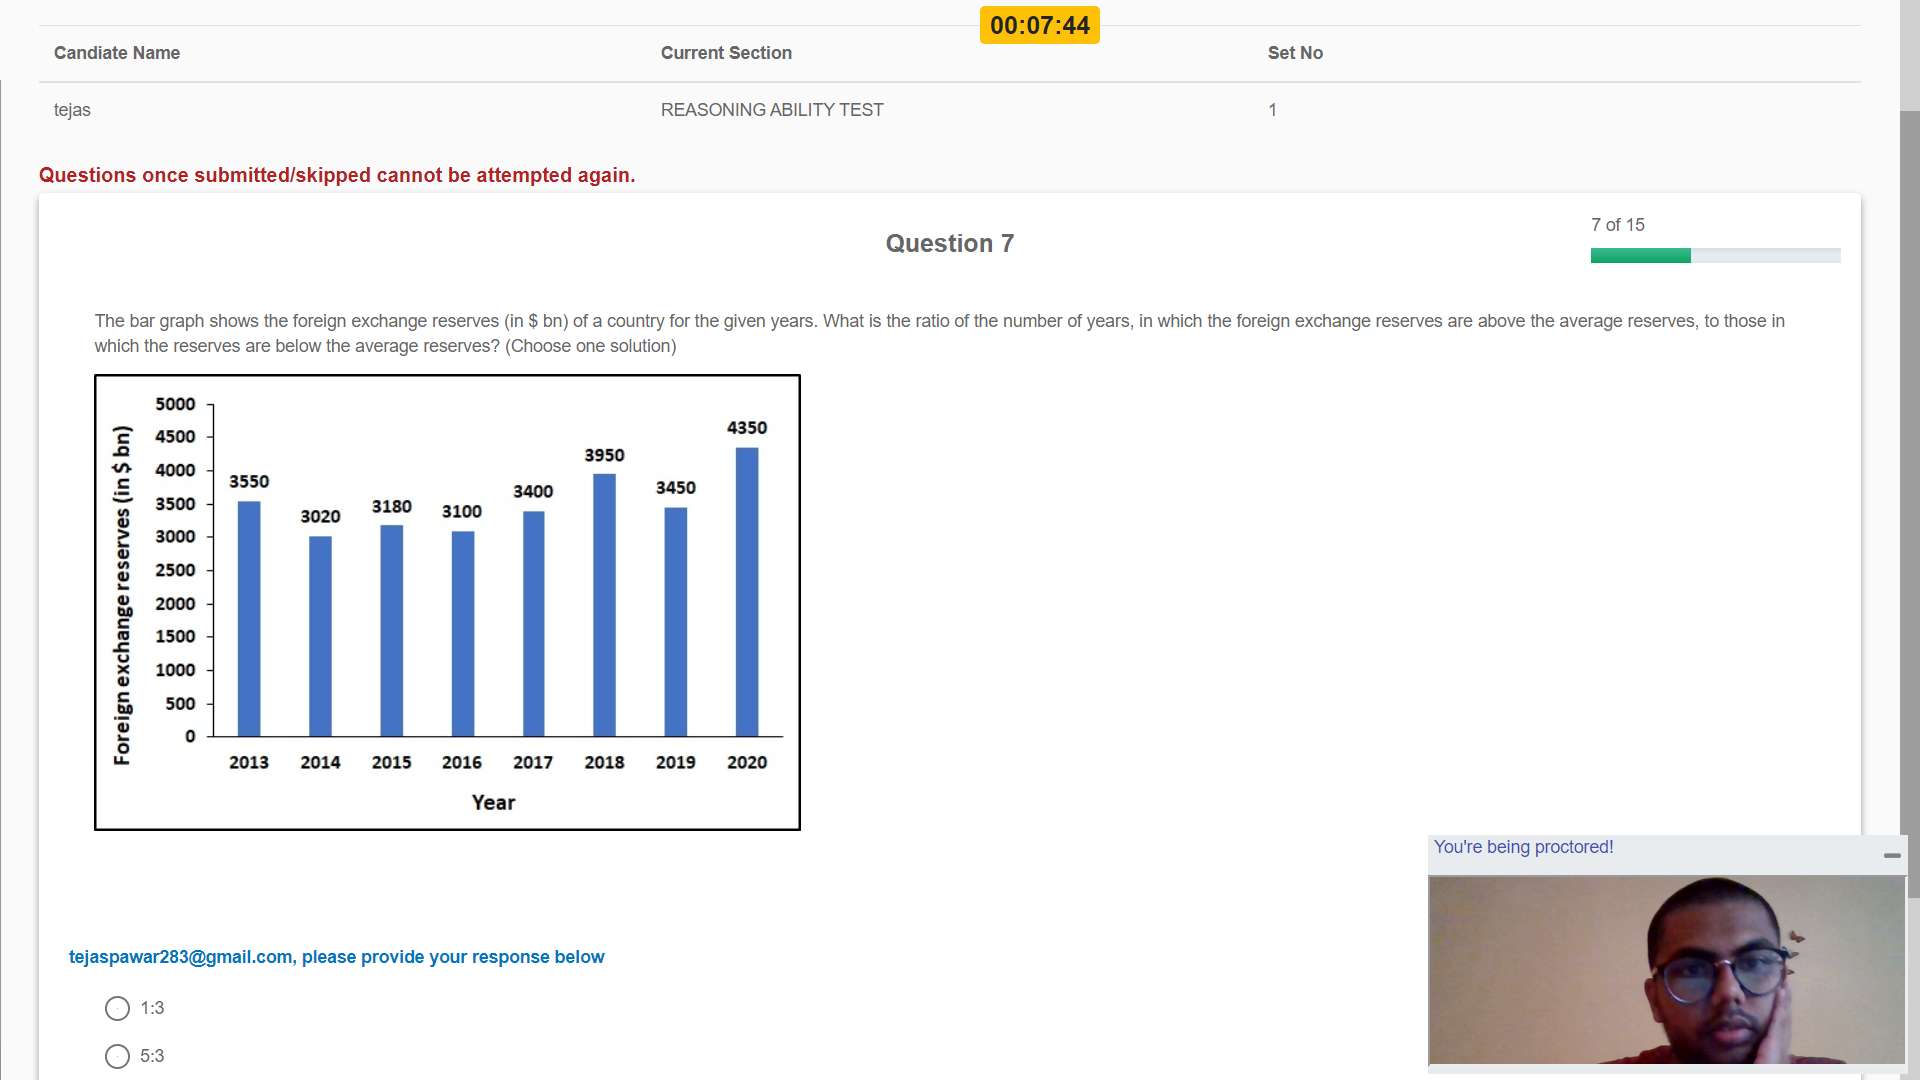 00:07:44
Candiate Name Current Section Set No
tejas REASONING ABILITY TEST 1
Questions once submitted/skipped cannot be attempted again.
7 of 15
Question 7
The bar graph shows the foreign exchange reserves (in $ bn) of a country for the given years. What is the ratio of the number of years, in which the foreign exchange reserves are above the average reserves, to those in
which the reserves are below the average reserves? (Choose one solution)
Foreign exchange reserves (in $ bn)
5000
4500
4000
3500
3000
2500
2000
1500
1000
500
0
3550
3020
3180
3100
3400
3950
3450
4350
2013 2014 2015 2016 2017 2018 2019 2020
Year
You're being proctored!
tejaspawar283@gmail.com, please provide your response below
1:3
5:3